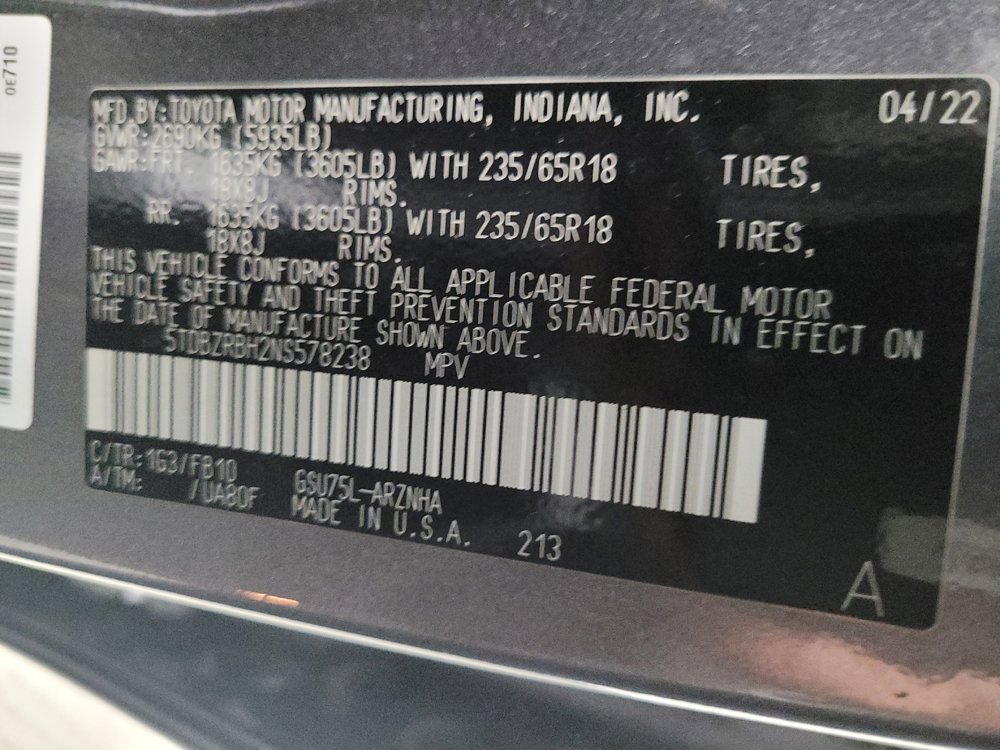 0E710
MFD.BY:TOYOTA MOTOR MANUFACTURING, INDIANA, INC. 04/22
GVWR:2690KG (5935LB)
GAWR:FRT. 1635KG (3605LB) WITH 235/65R18 TIRES,
18X8J RIMS.
RR. 1635KG (3605LB) WITH 235/65R18 TIRES,
18X8J RIMS.
THIS VEHICLE CONFORMS TO ALL APPLICABLE FEDERAL MOTOR
VEHICLE SAFETY AND THEFT PREVENTION STANDARDS IN EFFECT ON
THE DATE OF MANUFACTURE SHOWN ABOVE.
5TDBZRBH2NS578238 MPV
C/TR:1G3/FB10 GSU75L-ARZNHA
A/TM: /UA80F MADE IN U.S.A. 213
A